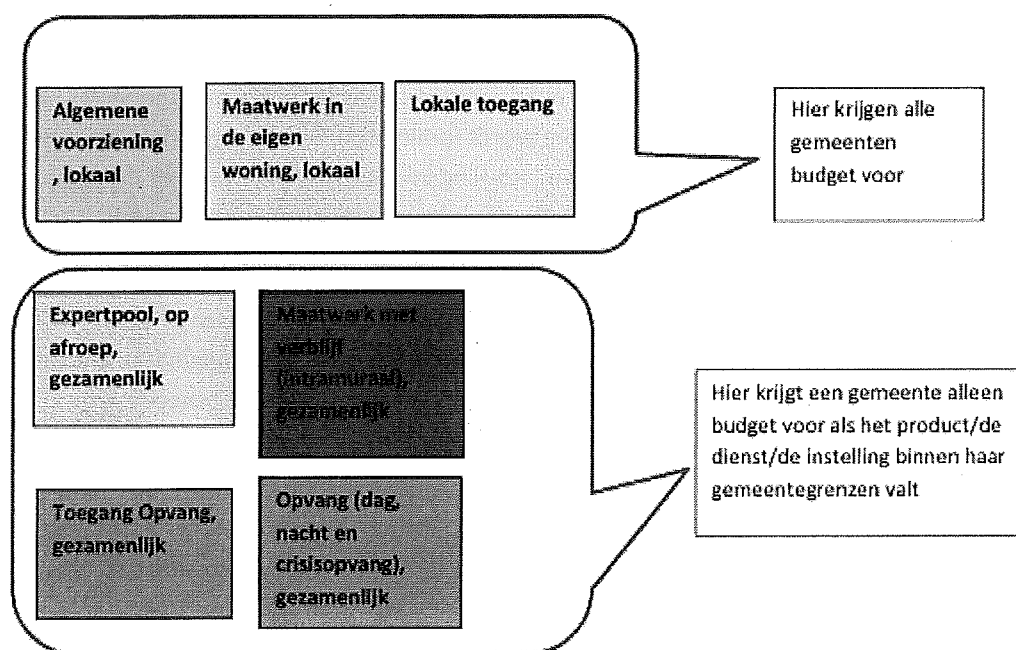 Algemene
voorziening
, lokaal
Maatwerk in
de eigen
woning, lokaal
Lokale toegang
Hier krijgen alle
gemeenten
budget voor
Expertpool, op
afroep,
gezamenlijk
Maatwerk met
verblijf
(intramuraal),
gezamenlijk
Hier krijgt een gemeente alleen
budget voor als het product/de
dienst/de instelling binnen haar
gemeentegrenzen valt
Toegang Opvang,
gezamenlijk
Opvang (dag,
nacht en
crisisopvang),
gezamenlijk